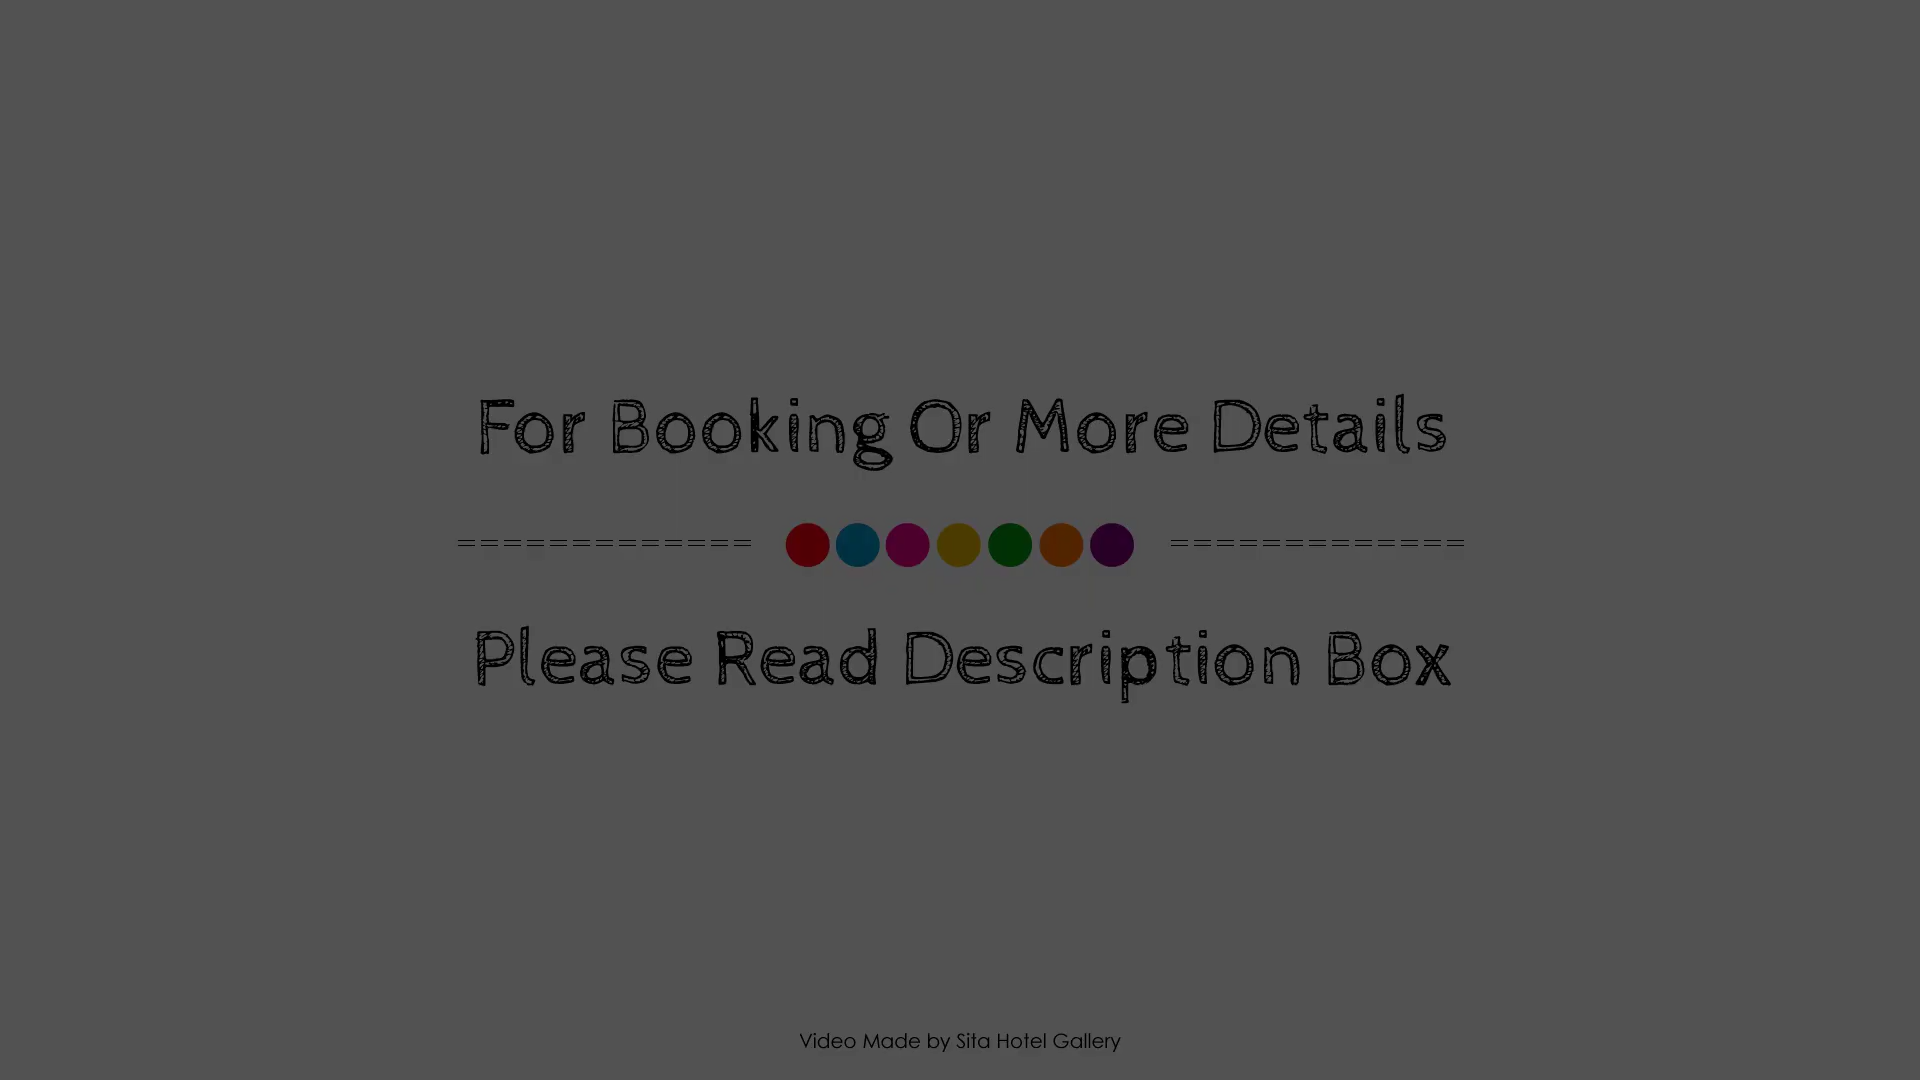 For Booking Or More Details
============= =============
Please Read Description Box
Video Made by Sita Hotel Gallery